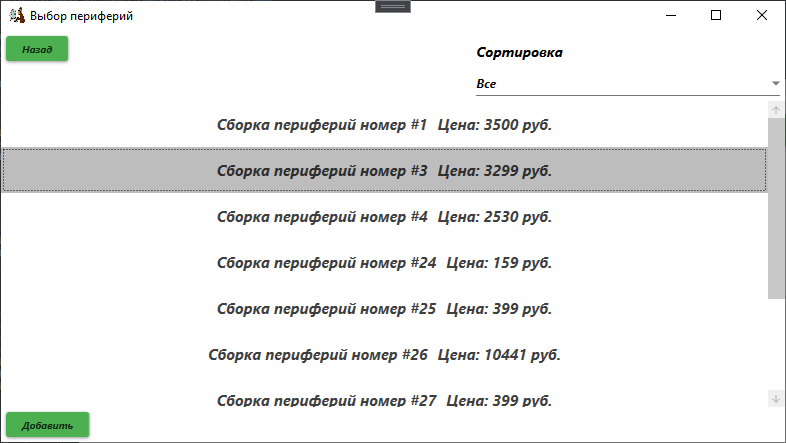 Выбор периферий
Назад
Сортировка
Все
Сборка периферий номер #1 Цена: 3500 руб.
Сборка периферий номер #3 Цена: 3299 руб.
Сборка периферий номер #4 Цена: 2530 руб.
Сборка периферий номер #24 Цена: 159 руб.
Сборка периферий номер #25 Цена: 399 руб.
Сборка периферий номер #26 Цена: 10441 руб.
Сборка периферий номер #27 Цена: 399 руб.
Добавить